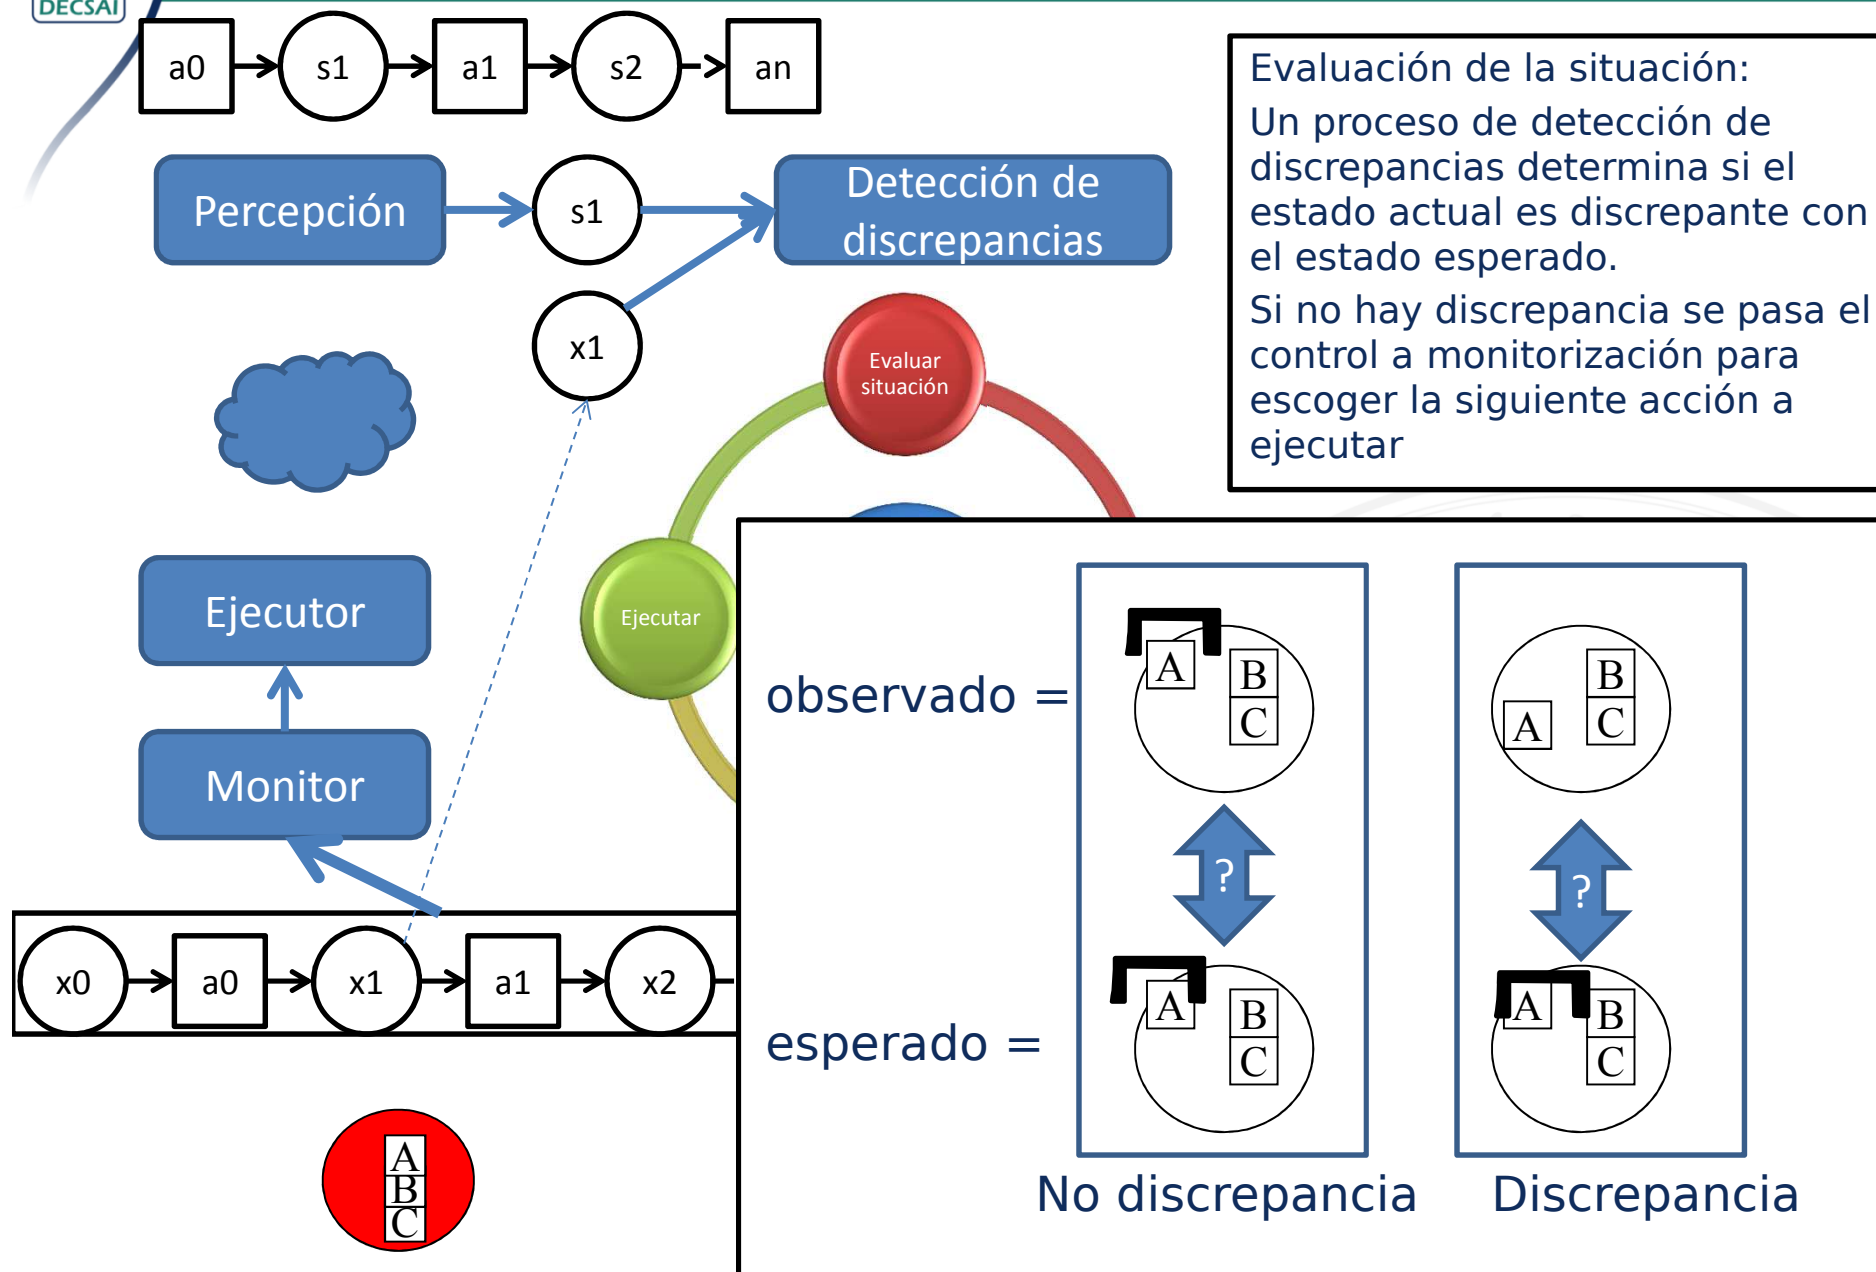 DECSAI
a0 s1 a1 s2 an
Evaluación de la situación:
Un proceso de detección de
discrepancias determina si el
estado actual es discrepante con
el estado esperado.
Si no hay discrepancia se pasa el
control a monitorización para
escoger la siguiente acción a
ejecutar
Percepción
s1
Detección de
discrepancias
x1
Evaluar
situación
Ejecutar
Ejecutor
Monitor
x0 a0 x1 a1 x2
A
B
C
observado =
A
B
C
A
B
C
?
?
esperado =
A
B
C
A
B
C
No discrepancia
Discrepancia